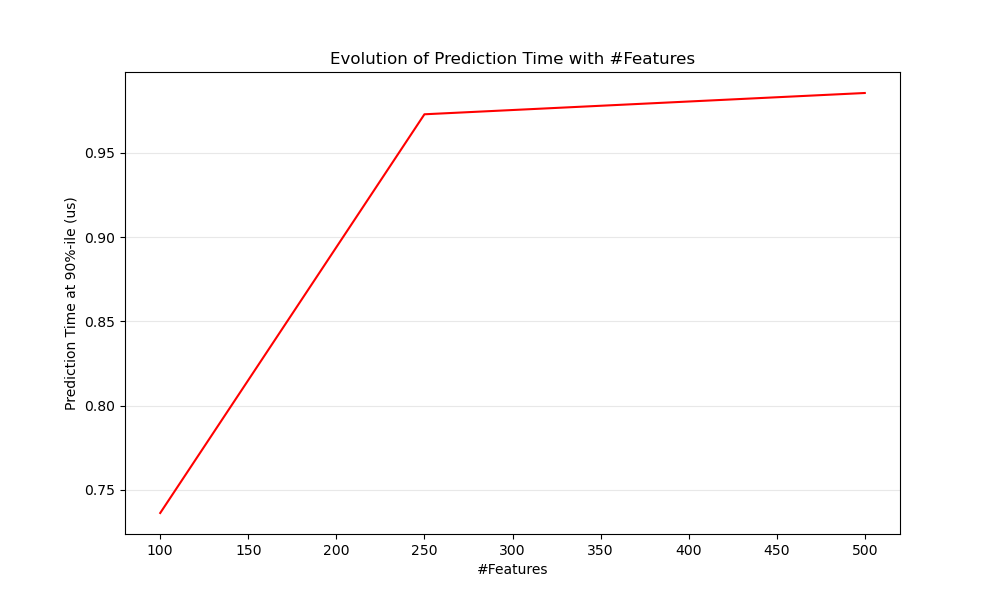 Evolution of Prediction Time with #Features
Prediction Time at 90%-ile (us)
0.95
0.90
0.85
0.80
0.75
100 150 200 250 300 350 400 450 500
#Features